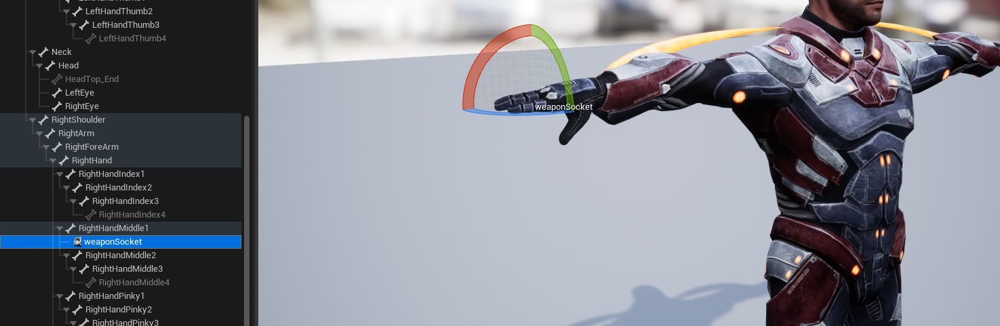 LeftHandThumb2
LeftHandThumb3
LeftHandThumb4
Neck
Head
HeadTop_End
LeftEye
RightEye
RightShoulder
RightArm
RightForeArm
RightHand
RightHandIndex1
RightHandIndex2
RightHandIndex3
RightHandIndex4
RightHandMiddle1
weaponSocket
RightHandMiddle2
RightHandMiddle3
RightHandMiddle4
RightHandPinky1
RightHandPinky2
RightHandPinky3
weaponSocket